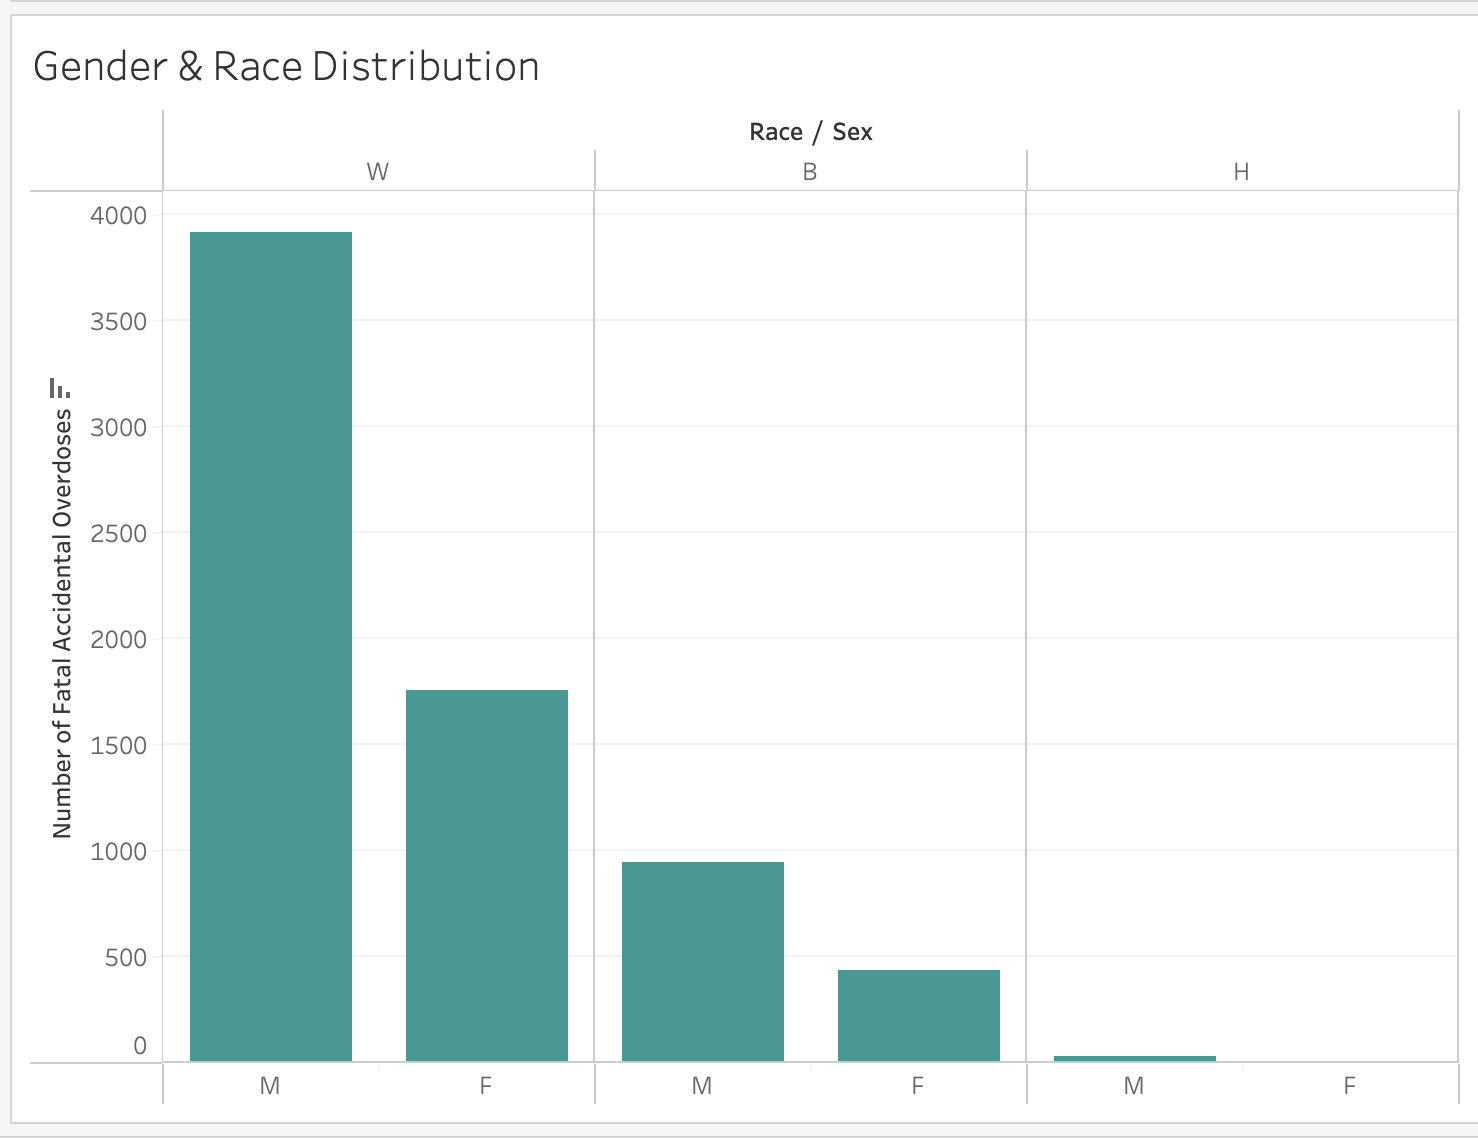 Gender & Race Distribution
Race / Sex
W B H
4000
3500
3000
2500
2000
1500
1000
500
0
Number of Fatal Accidental Overdoses
M F M F M F